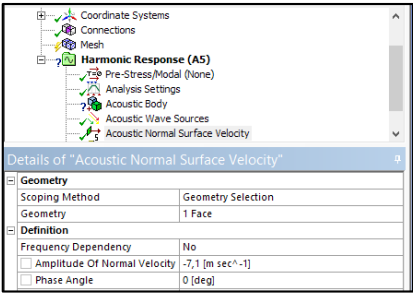 Coordinate Systems
Connections
Mesh
Harmonic Response (A5)
Pre-Stress/Modal (None)
Analysis Settings
Acoustic Body
Acoustic Wave Sources
Acoustic Normal Surface Velocity
Details of "Acoustic Normal Surface Velocity"
Geometry
Scoping Method Geometry Selection
Geometry 1 Face
Definition
Frequency Dependency No
Amplitude Of Normal Velocity -7,1 [m sec^-1]
Phase Angle 0 [deg]